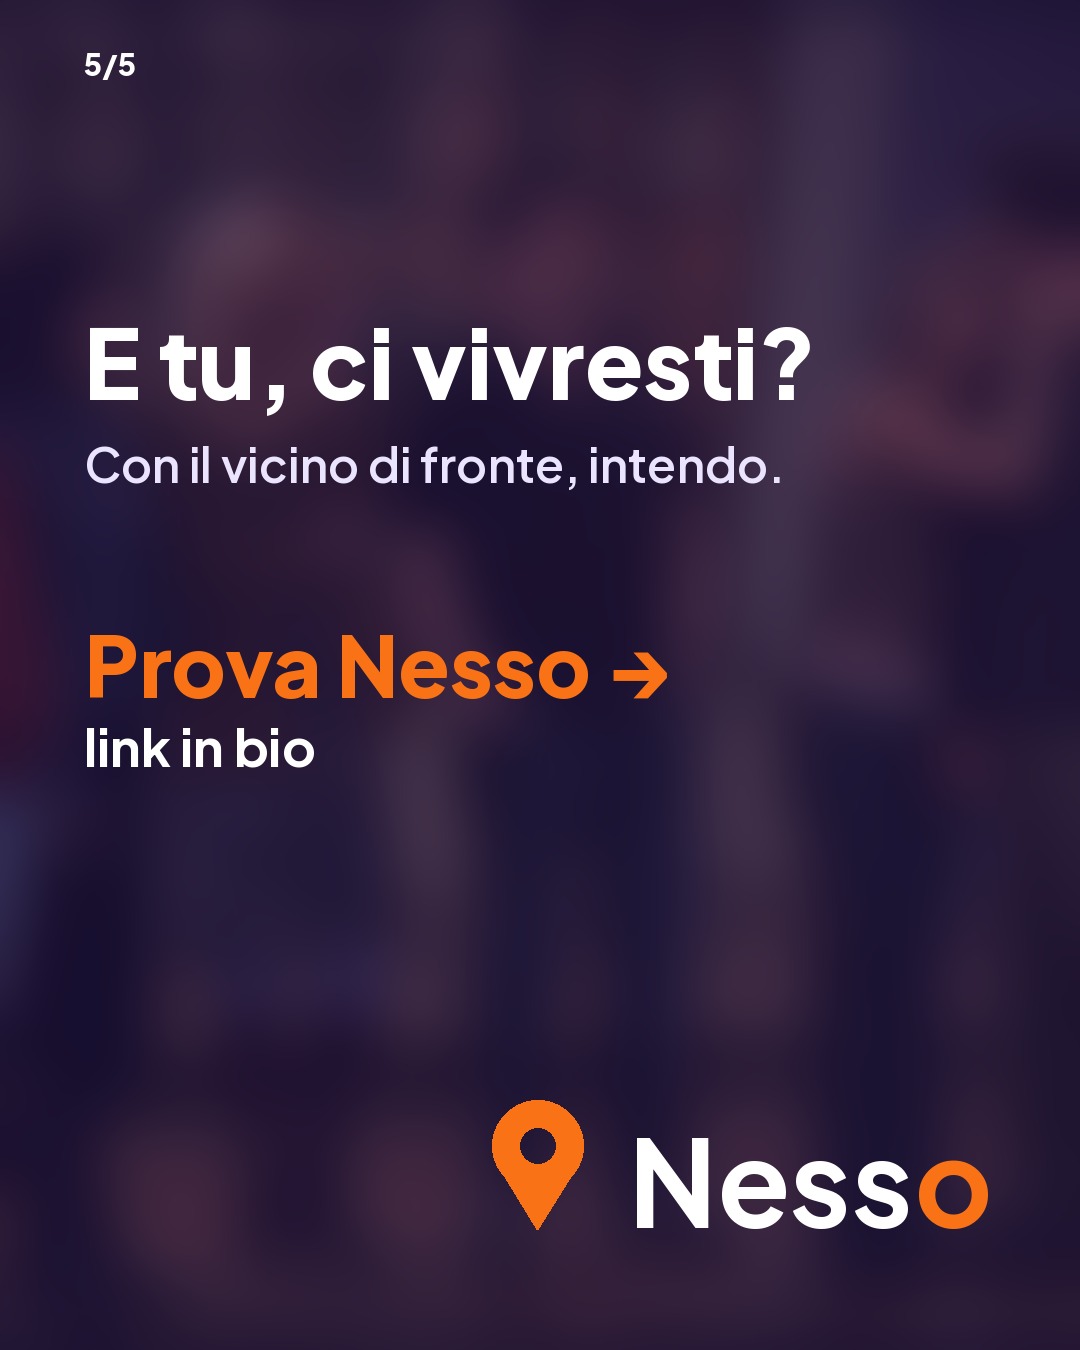 5/5
E tu, ci vivresti?
Con il vicino di fronte, intendo.
Prova Nesso →
link in bio
Nesso